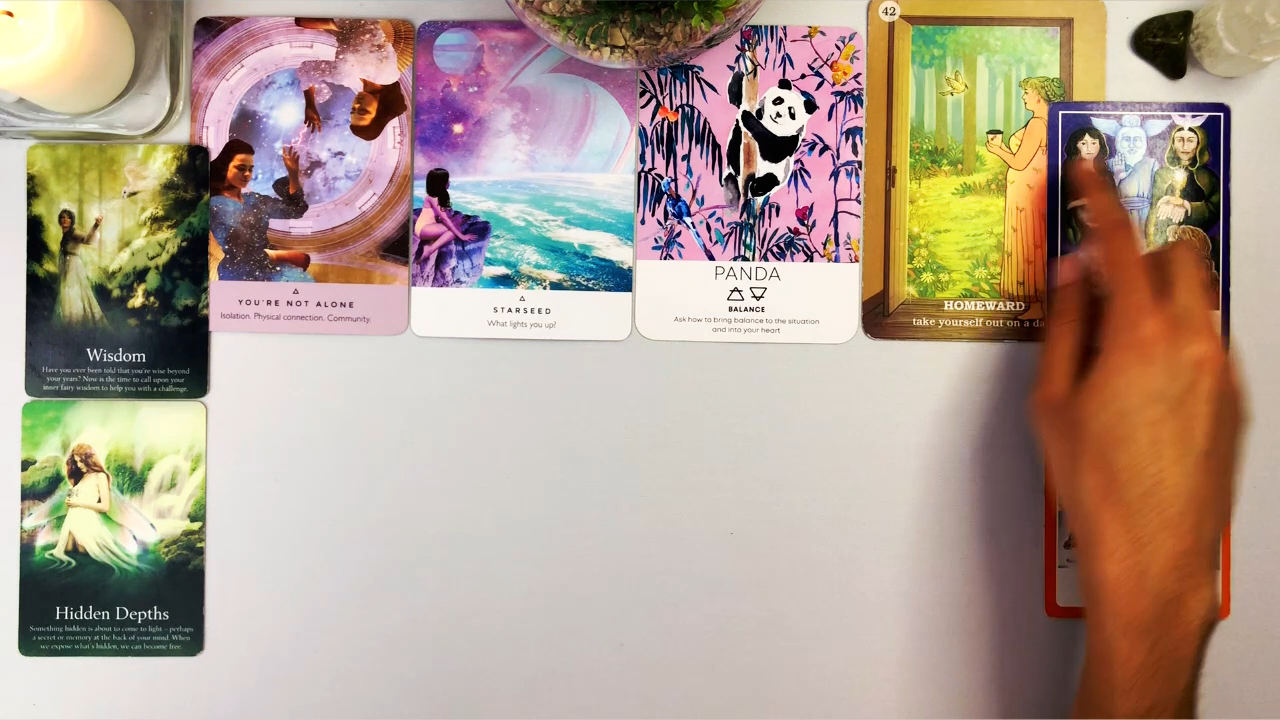 42
YOU'RE NOT ALONE
Isolation. Physical connection. Community.
STARSEED
What lights you up?
PANDA
BALANCE
Ask how to bring balance to the situation
and into your heart
HOMEWARD
take yourself out on a da
Wisdom
Have you ever been told that you're wise beyond
your years? Now is the time to call upon your
inner fairy wisdom to help you with a challenge.
Hidden Depths
Something hidden is about to come to light – perhaps
a secret or memory at the back of your mind. When
we expose what's hidden, we can become free.